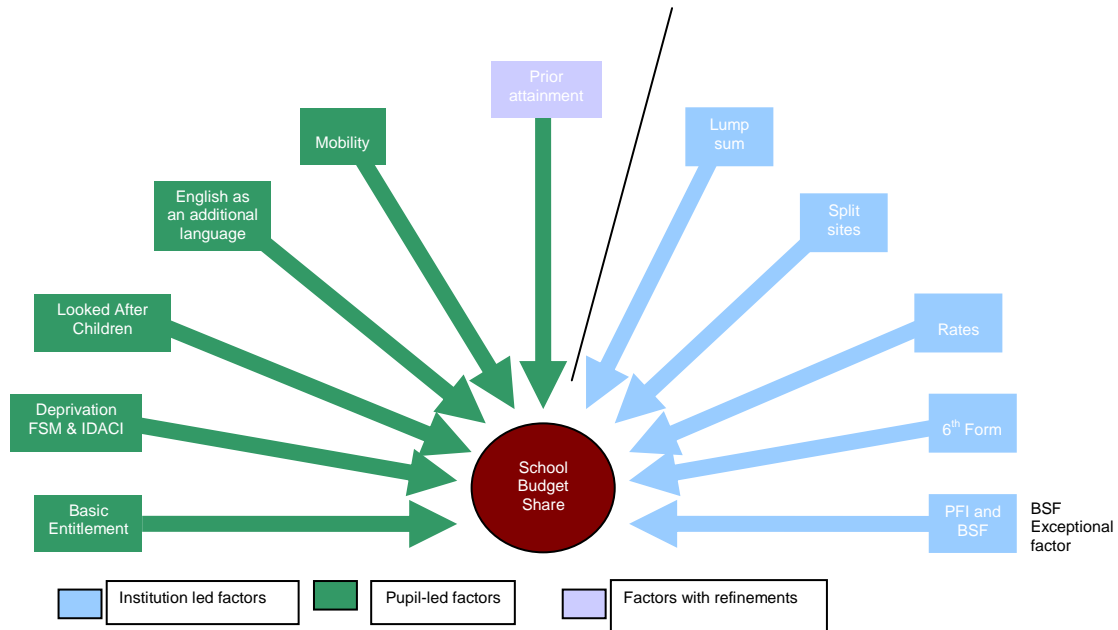 Prior
attainment
Mobility
Lump
sum
English as
an additional
language
Split
sites
Looked After
Children
Rates
Deprivation
FSM & IDACI
6th Form
School
Budget
Share
Basic
Entitlement
PFI and
BSF
BSF
Exceptional
factor
Institution led factors
Pupil-led factors
Factors with refinements